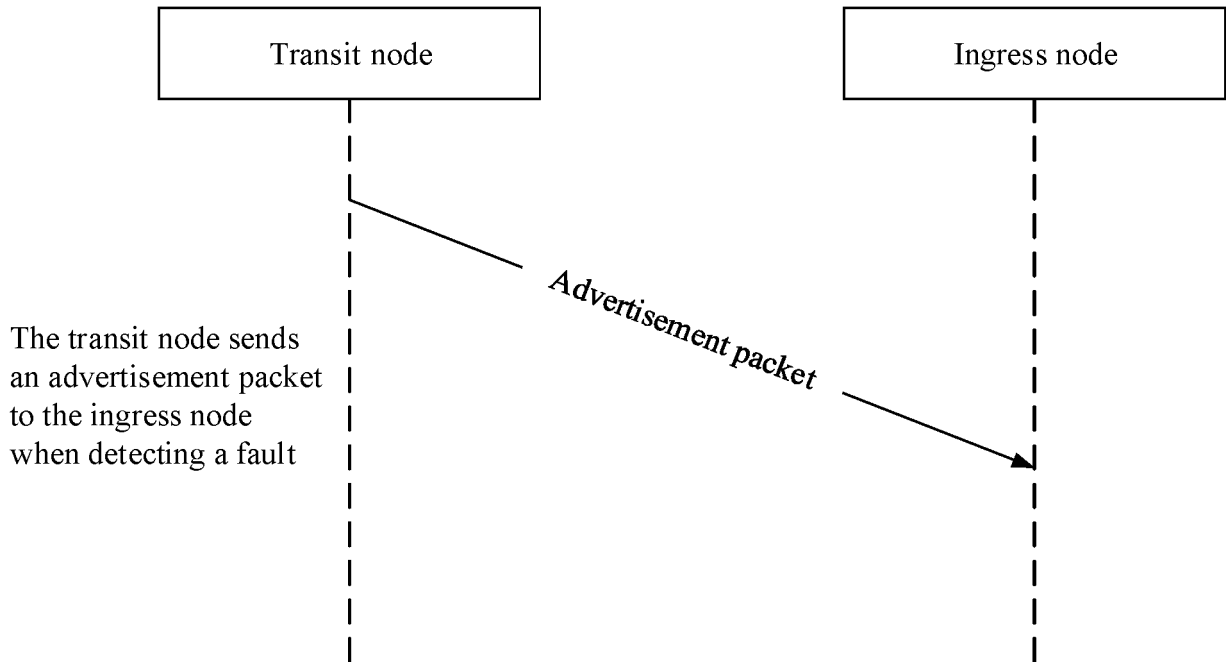 Transit node
Ingress node
Advertisement packet
The transit node sends
an advertisement packet
to the ingress node
when detecting a fault